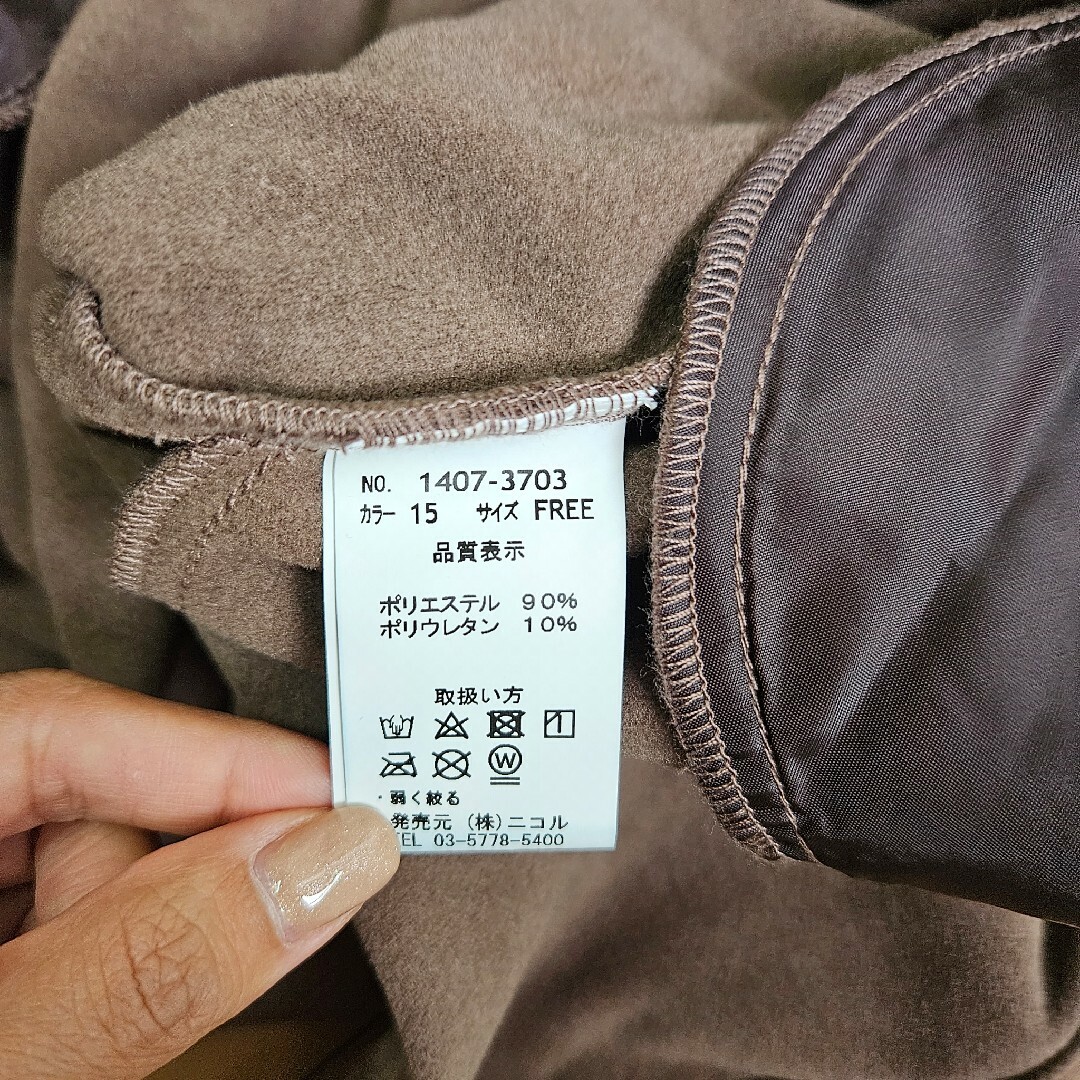 NO. 1407-3703
カラー 15 サイズ FREE
品質表示
ポリエステル 90%
ポリウレタン 10%
取扱い方
W
・弱く絞る
発売元 (株)ニコル
TEL 03-5778-5400